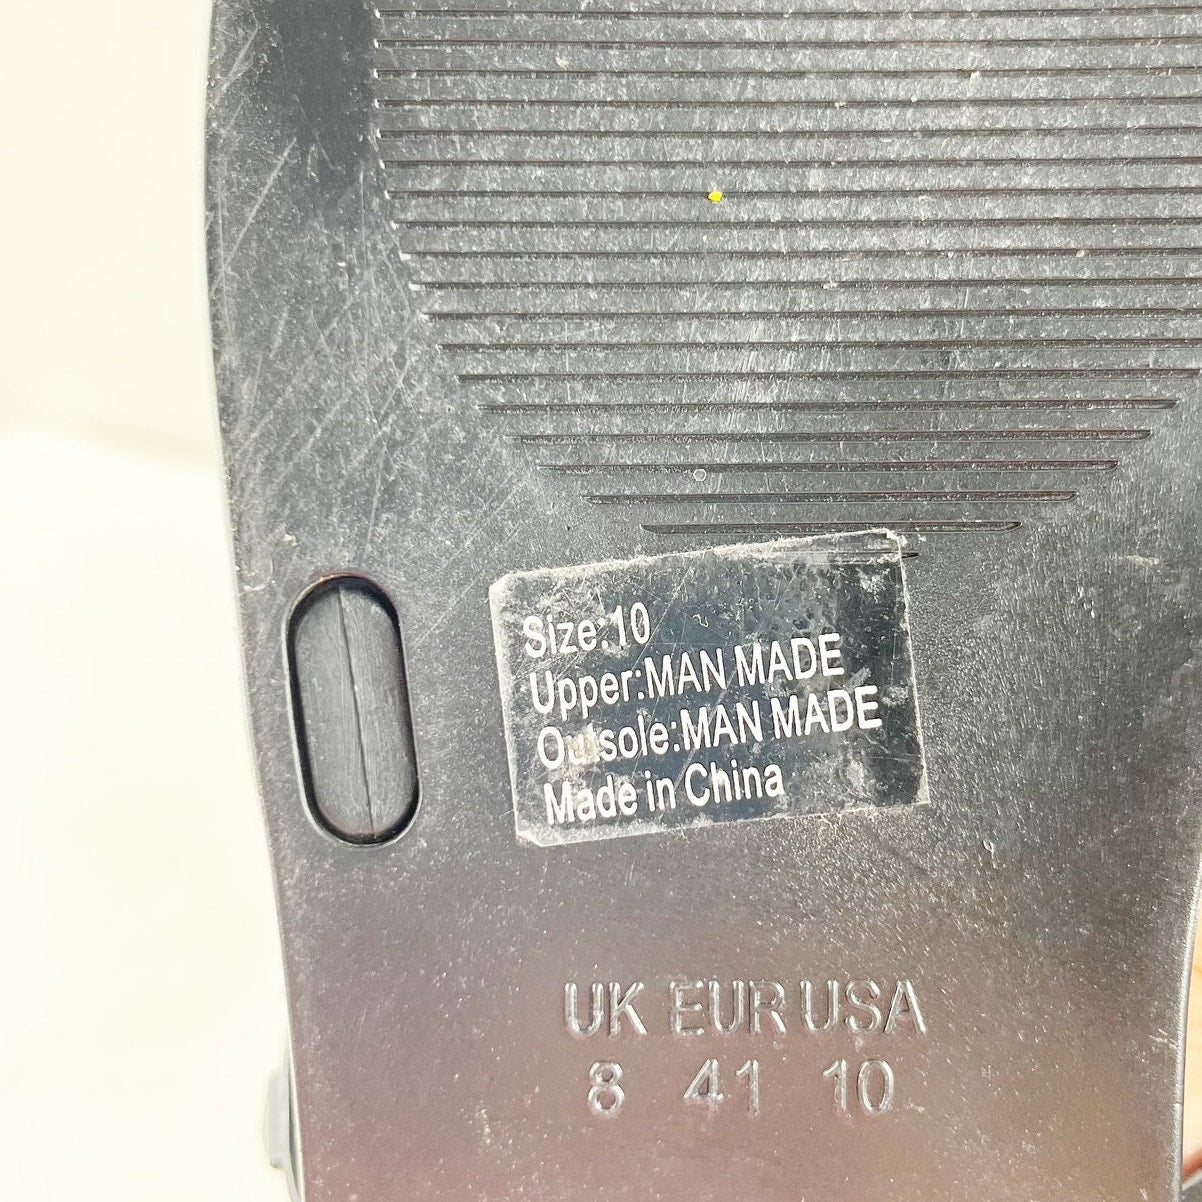 Size:10
Upper:MAN MADE
Outsole:MAN MADE
Made in China
UK EUR USA
8 41 10